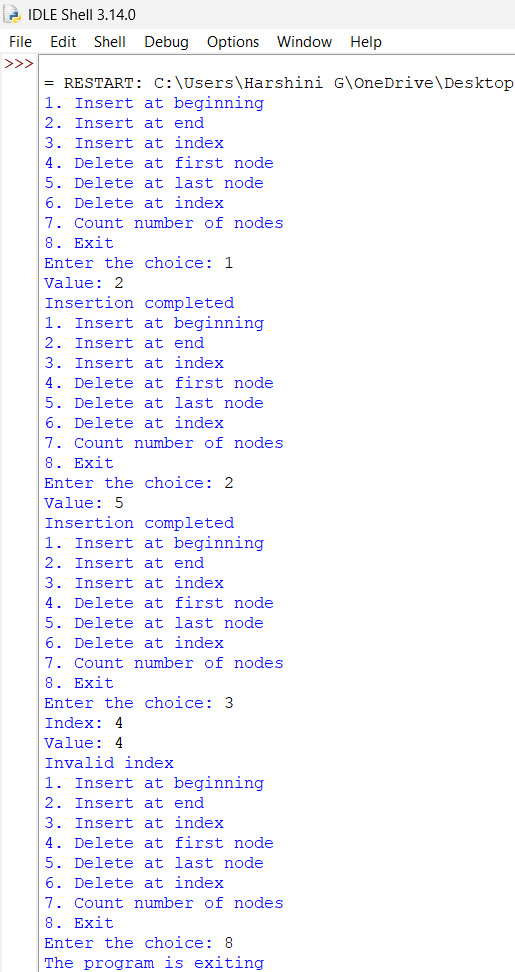 IDLE Shell 3.14.0
File Edit Shell Debug Options Window Help
>>>
= RESTART: C:\Users\Harshini G\OneDrive\Desktop
1. Insert at beginning
2. Insert at end
3. Insert at index
4. Delete at first node
5. Delete at last node
6. Delete at index
7. Count number of nodes
8. Exit
Enter the choice: 1
Value: 2
Insertion completed
1. Insert at beginning
2. Insert at end
3. Insert at index
4. Delete at first node
5. Delete at last node
6. Delete at index
7. Count number of nodes
8. Exit
Enter the choice: 2
Value: 5
Insertion completed
1. Insert at beginning
2. Insert at end
3. Insert at index
4. Delete at first node
5. Delete at last node
6. Delete at index
7. Count number of nodes
8. Exit
Enter the choice: 3
Index: 4
Value: 4
Invalid index
1. Insert at beginning
2. Insert at end
3. Insert at index
4. Delete at first node
5. Delete at last node
6. Delete at index
7. Count number of nodes
8. Exit
Enter the choice: 8
The program is exiting